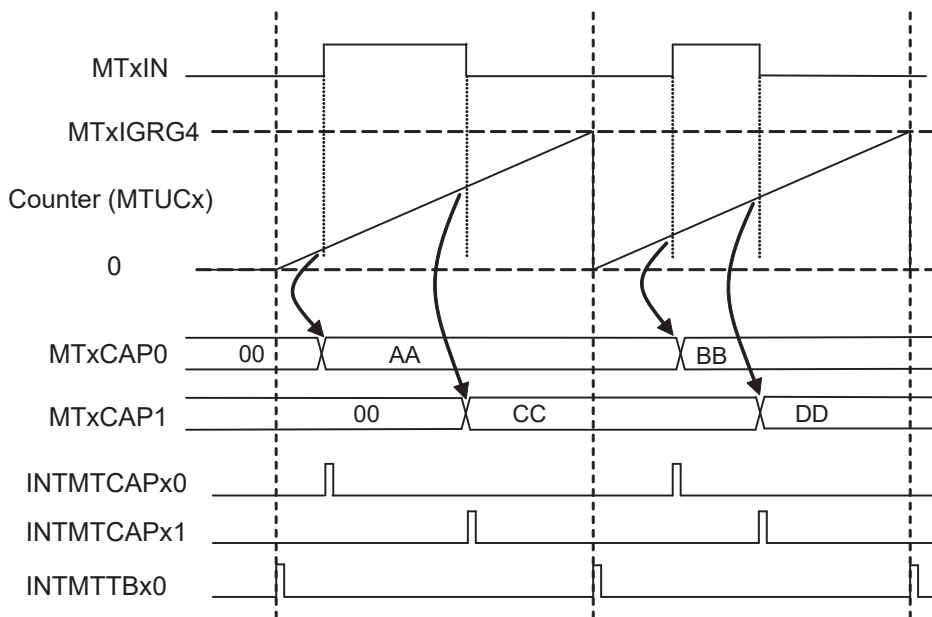 MTxIN
MTxIGRG4
Counter (MTUCx)
0
MTxCAP0 00 AA BB
MTxCAP1 00 CC DD
INTMTCAPx0
INTMTCAPx1
INTMTTBx0